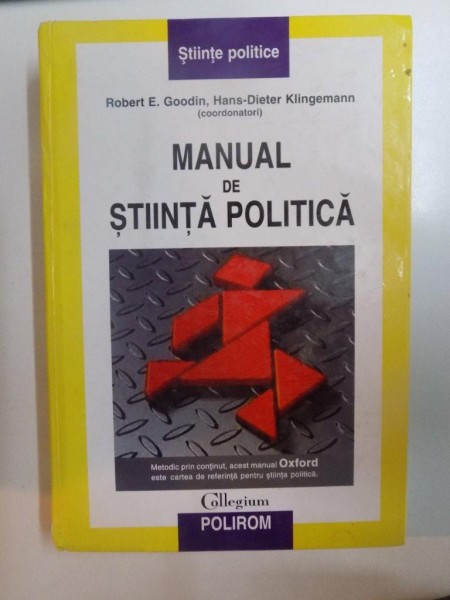 Științe politice
Robert E. Goodin, Hans-Dieter Klingemann
(coordonatori)
MANUAL
DE
ȘTIINȚĂ POLITICĂ
Metodic prin conținut, acest manual Oxford
este cartea de referință pentru știința politică.
Collegium
POLIROM